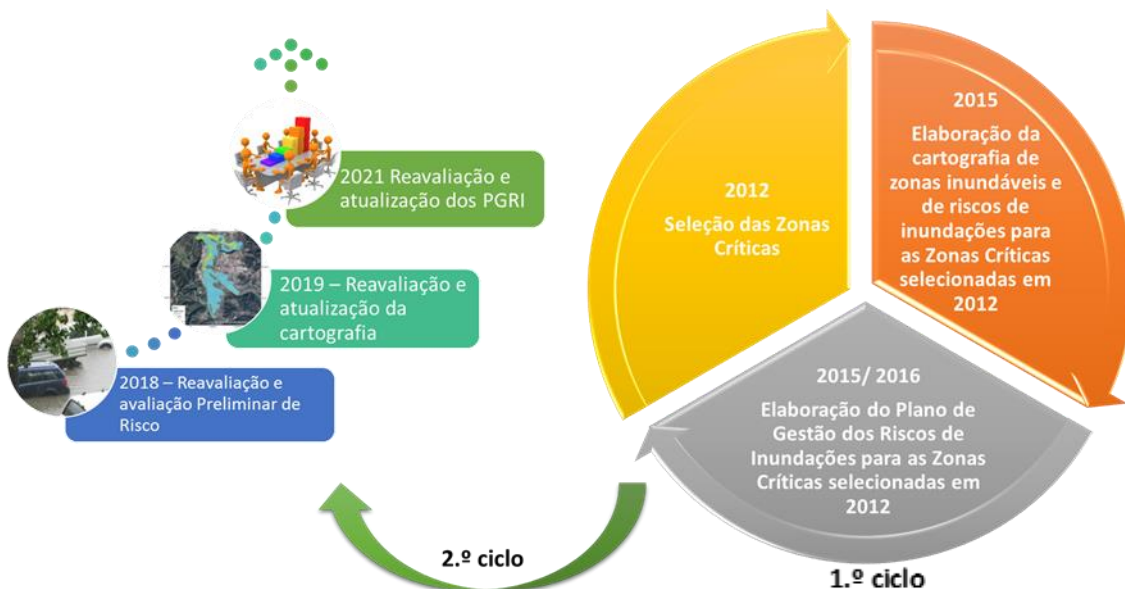 2021 Reavaliação e
atualização dos PGRI
2019 – Reavaliação e
atualização da
cartografia
2018 – Reavaliação e
avaliação Preliminar de
Risco
2012
Seleção das Zonas
Críticas
2015
Elaboração da
cartografia de
zonas inundáveis e
de riscos de
inundações para
as Zonas Críticas
selecionadas em
2012
2015/ 2016
Elaboração do Plano de
Gestão dos Riscos de
Inundações para as Zonas
Críticas selecionadas em
2012
2.º ciclo
1.º ciclo